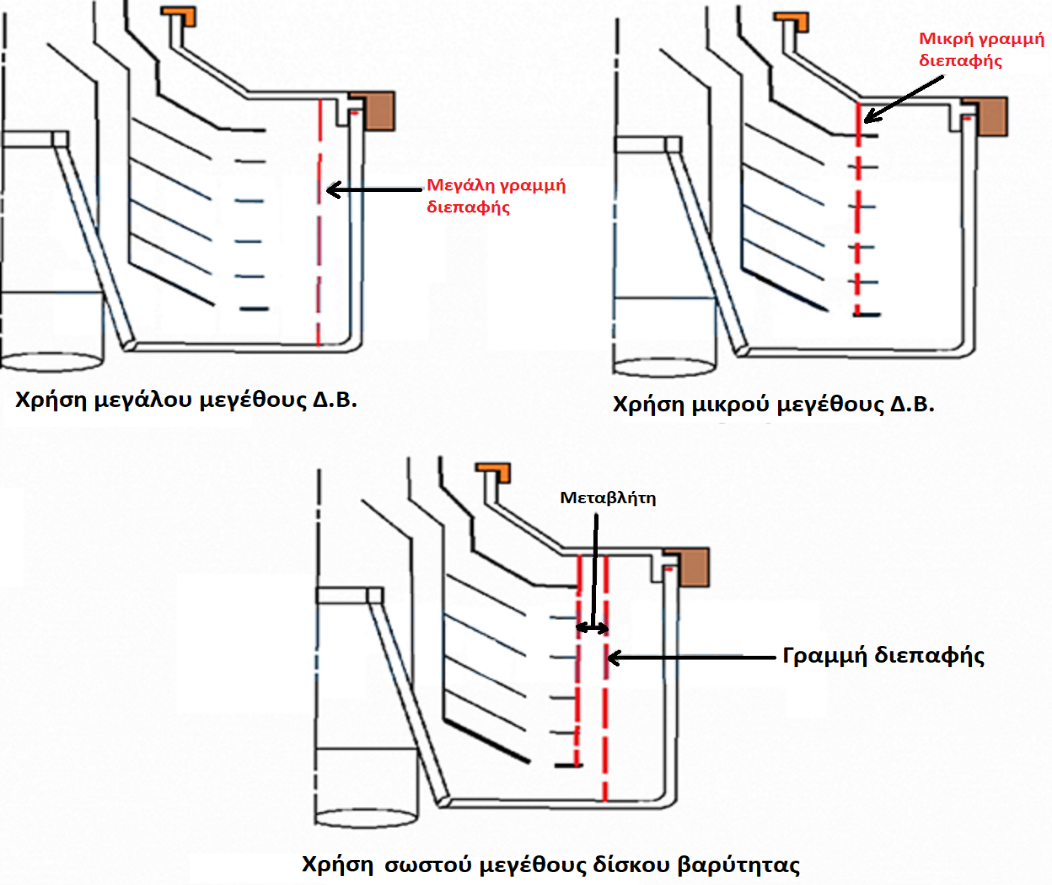 Μικρή γραμμή
διεπαφής
Μεγάλη γραμμή
διεπαφής
Χρήση μεγάλου μεγέθους Δ.Β.
Χρήση μικρού μεγέθους Δ.Β.
Μεταβλήτη
Γραμμή διεπαφής
Χρήση σωστού μεγέθους δίσκου βαρύτητας